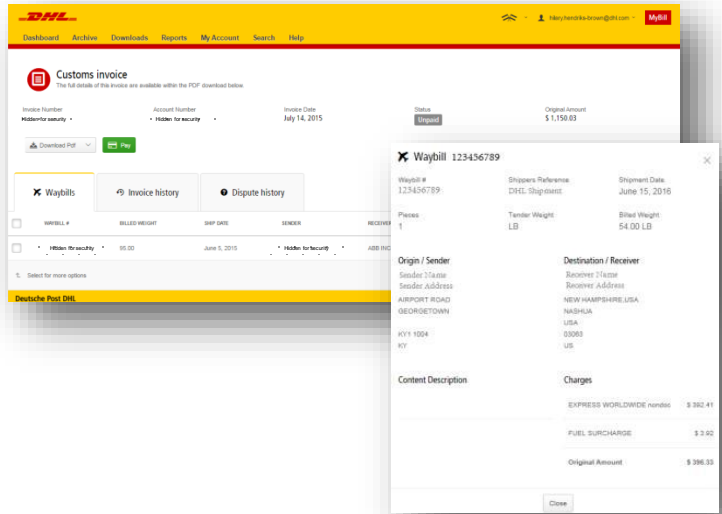 DHL
hilery.hendriks-brown@dhl.com
MyBill
Dashboard Archive Downloads Reports My Account Search Help
Customs invoice
The full details of this invoice are available within the PDF download below.
Invoice Number Account Number Invoice Date Status Original Amount
Hidden for security Hidden for security July 14, 2015 Unpaid $ 1,150.03
Download Pdf Pay
Waybills Invoice history Dispute history
WAYBILL # BILLED WEIGHT SHIP DATE SENDER RECEIVER
Hidden for security 95.00 June 5, 2015 Hidden for security ABB INC
Select for more options
Deutsche Post DHL
Waybill 123456789
Waybill # Shippers Reference Shipment Date
123456789 DHL Shipment June 15, 2016
Pieces Tender Weight Billed Weight
1 LB 54.00 LB
Origin / Sender Destination / Receiver
Sender Name Receiver Name
Sender Address Receiver Address
AIRPORT ROAD NEW HAMPSHIRE,USA
GEORGETOWN NASHUA
USA
KY1 1004 03063
KY US
Content Description Charges
EXPRESS WORLDWIDE nondoc $ 392.41
FUEL SURCHARGE $ 3.92
Original Amount $ 396.33
Close